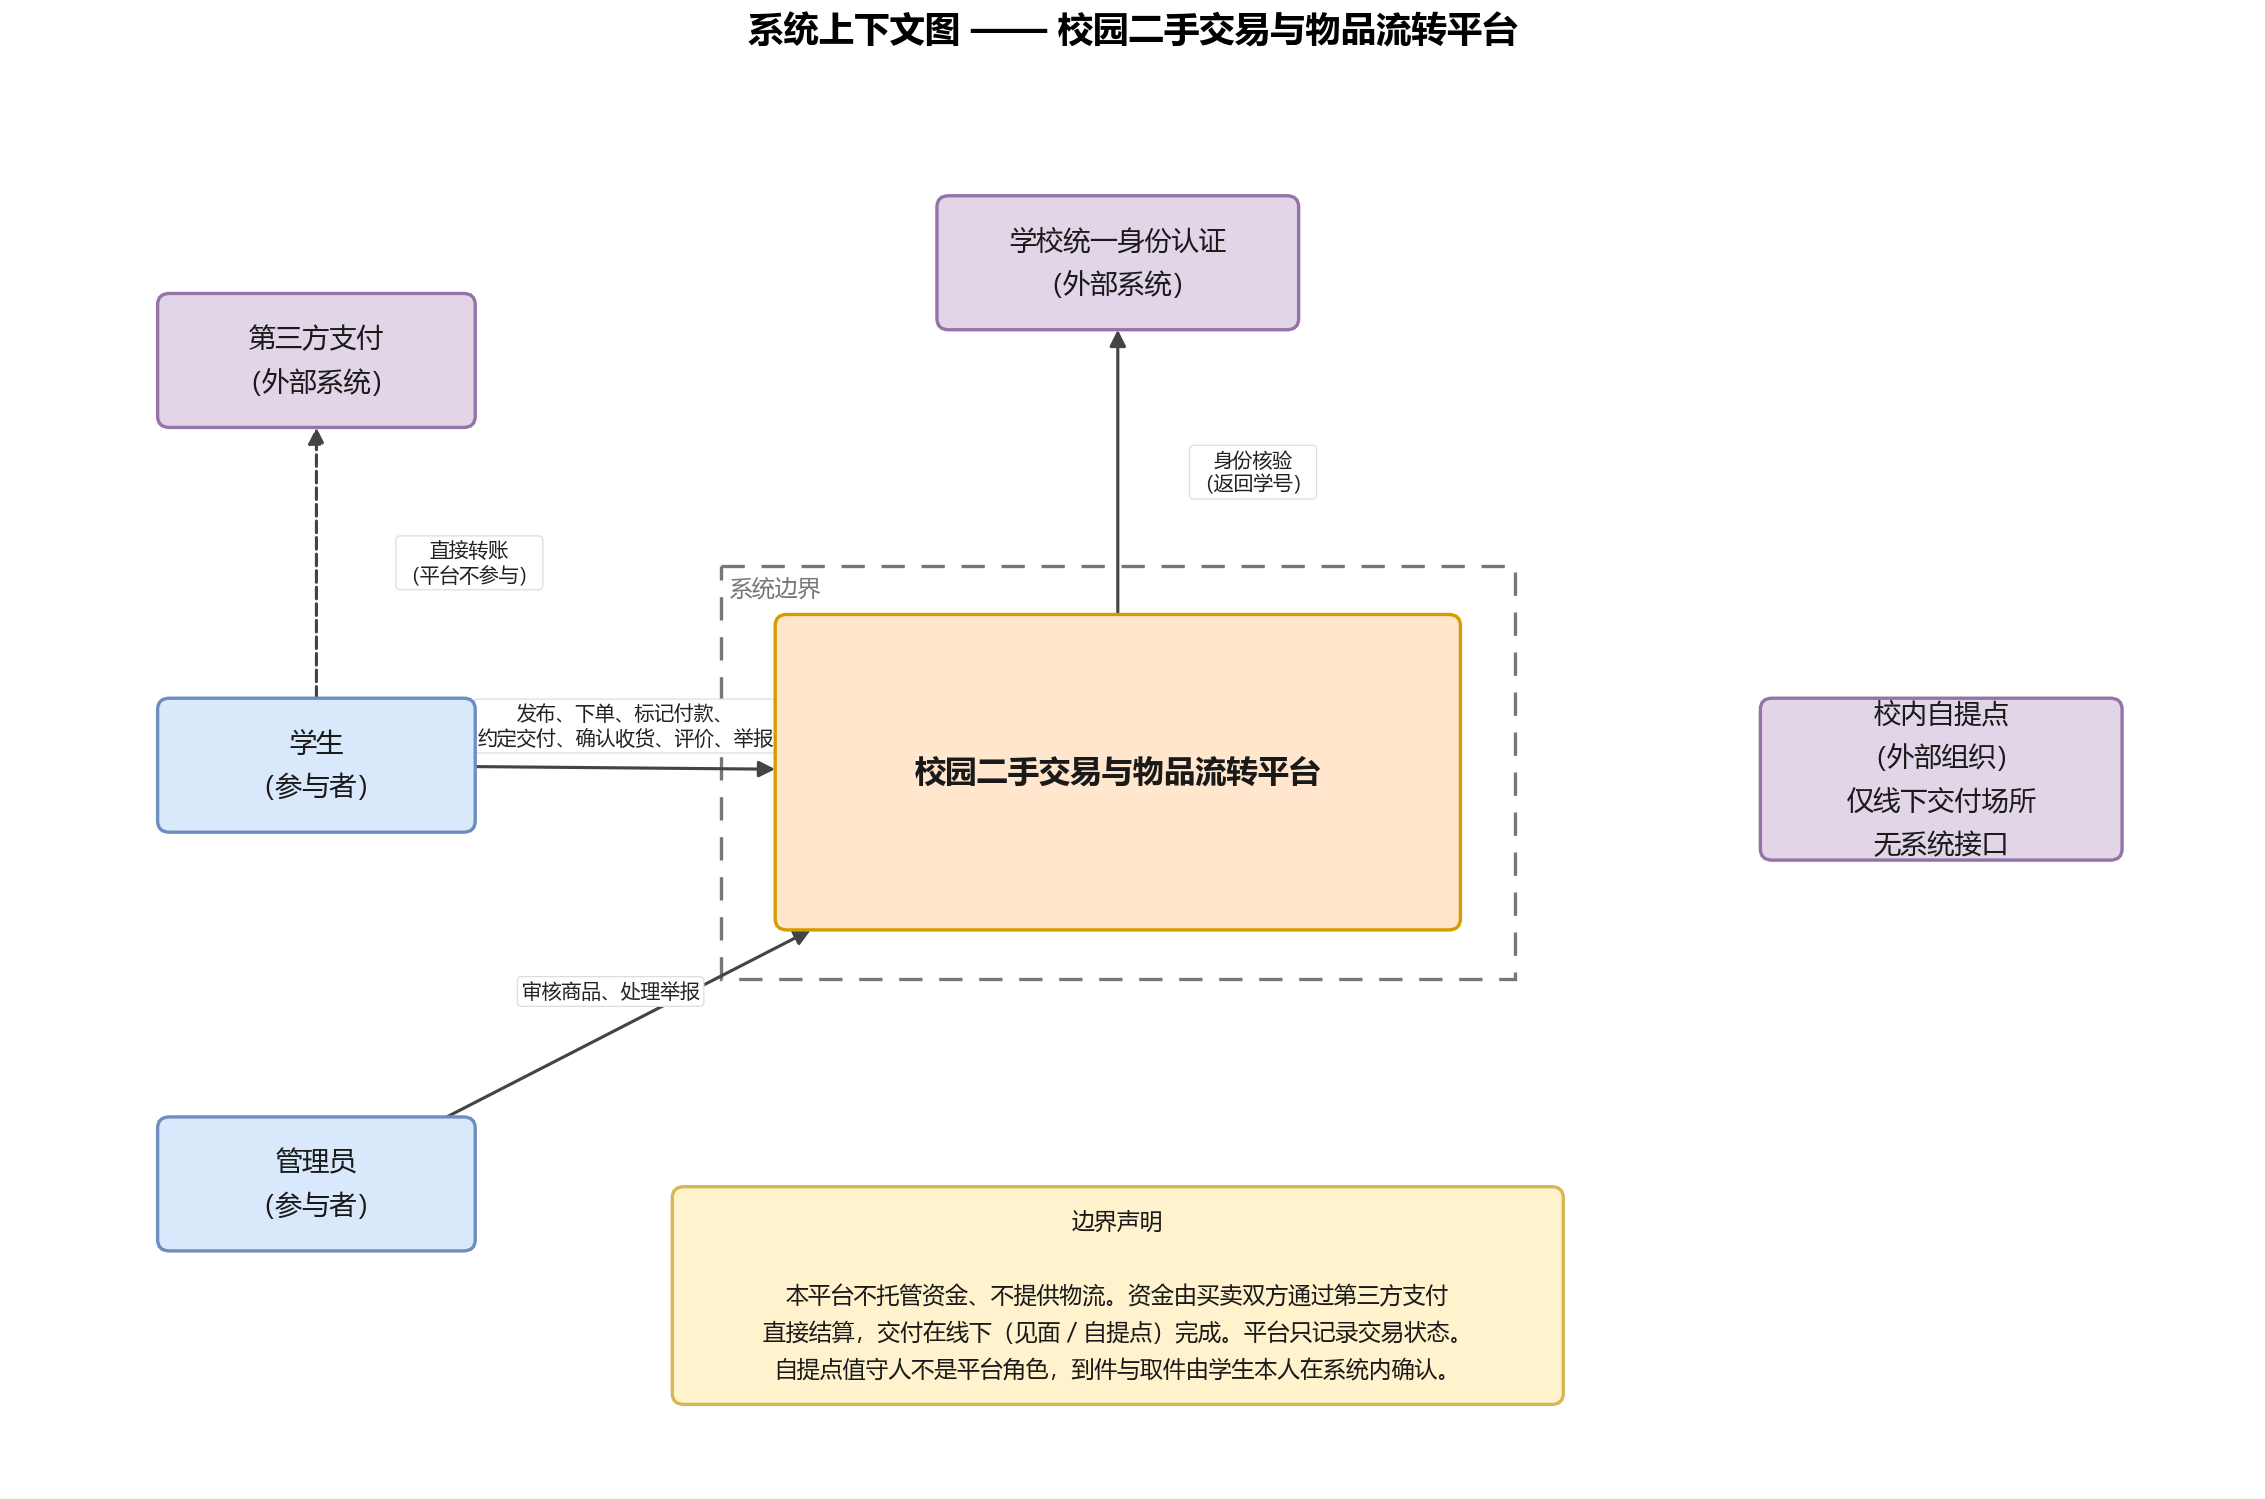 系统上下文图 —— 校园二手交易与物品流转平台
学校统一身份认证
(外部系统)
第三方支付
(外部系统)
身份核验
(返回学号)
直接转账
(平台不参与)
系统边界
发布、下单、标记付款、
约定交付、确认收货、评价、举报
学生
(参与者)
校园二手交易与物品流转平台
校内自提点
(外部组织)
仅线下交付场所
无系统接口
审核商品、处理举报
管理员
(参与者)
边界声明
本平台不托管资金、不提供物流。资金由买卖双方通过第三方支付
直接结算，交付在线下（见面 / 自提点）完成。平台只记录交易状态。
自提点值守人不是平台角色，到件与取件由学生本人在系统内确认。